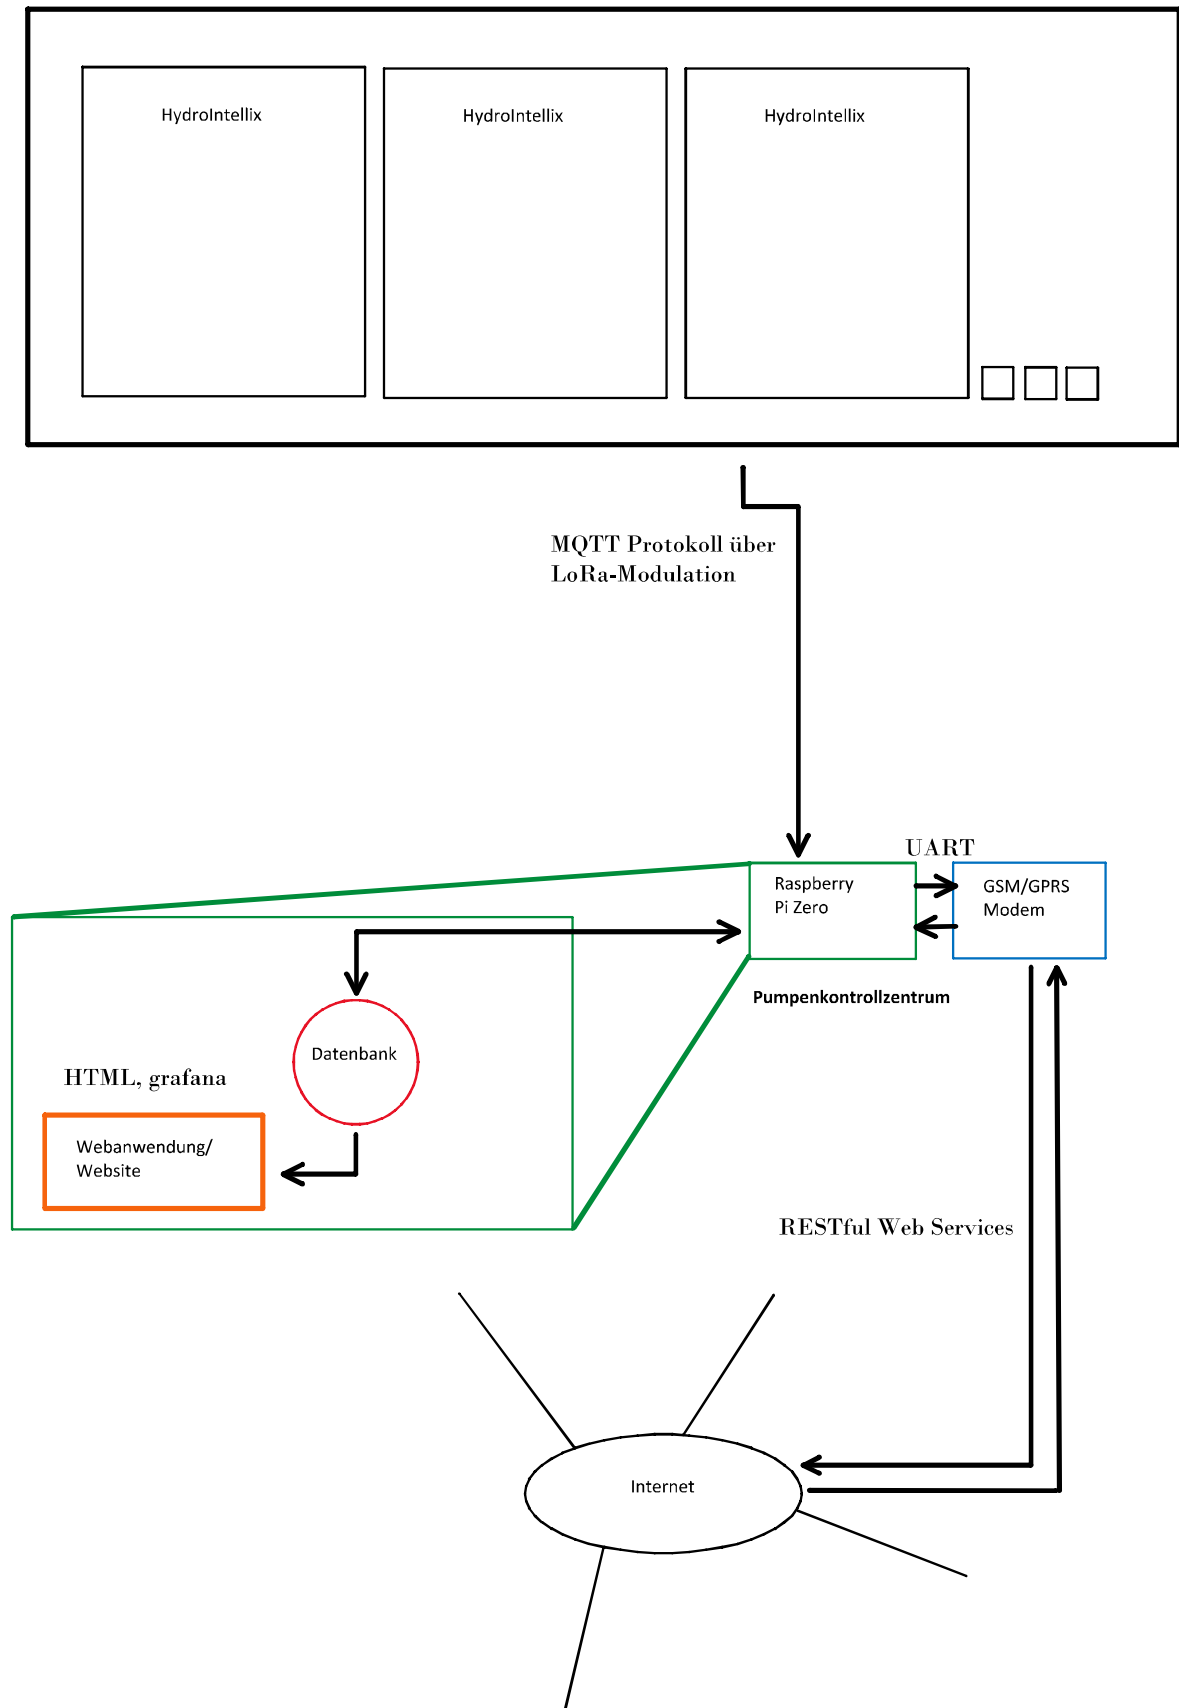 HydroIntellix
HydroIntellix
HydroIntellix
MQTT Protokoll über
LoRa-Modulation
UART
Raspberry
Pi Zero
GSM/GPRS
Modem
Pumpenkontrollzentrum
Datenbank
HTML, grafana
Webanwendung/
Website
RESTful Web Services
Internet